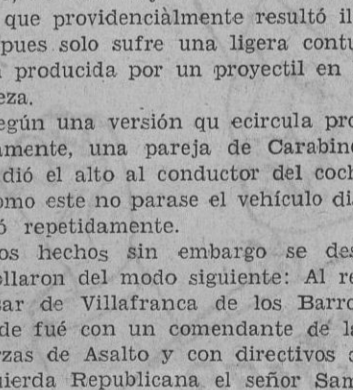 que providencialmente resultó il
pues solo sufre una ligera contu
producida por un proyectil en
eza.
egún una versión qu ecircula pro
amente, una pareja de Carabine
dió el alto al conductor del coch
omo este no parase el vehículo di
ó repetidamente.
os hechos sin embargo se des
ollaron del modo siguiente: Al re
sar de Villafranca de los Barro
de fué con un comendante de la
rzas de Asalto y con directivos d
uierda Republicana el señor San